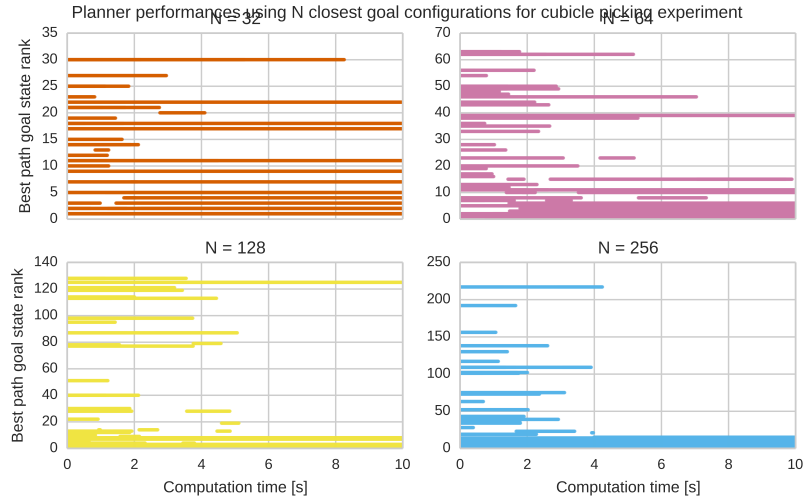 Planner performances using N closest goal configurations for cubicle picking experiment
N = 32
N = 64
35
30
25
20
15
10
5
0
Best path goal state rank
70
60
50
40
30
20
10
0
N = 128
N = 256
140
120
100
80
60
40
20
0
Best path goal state rank
250
200
150
100
50
0
0 2 4 6 8 10
0 2 4 6 8 10
Computation time [s]
Computation time [s]